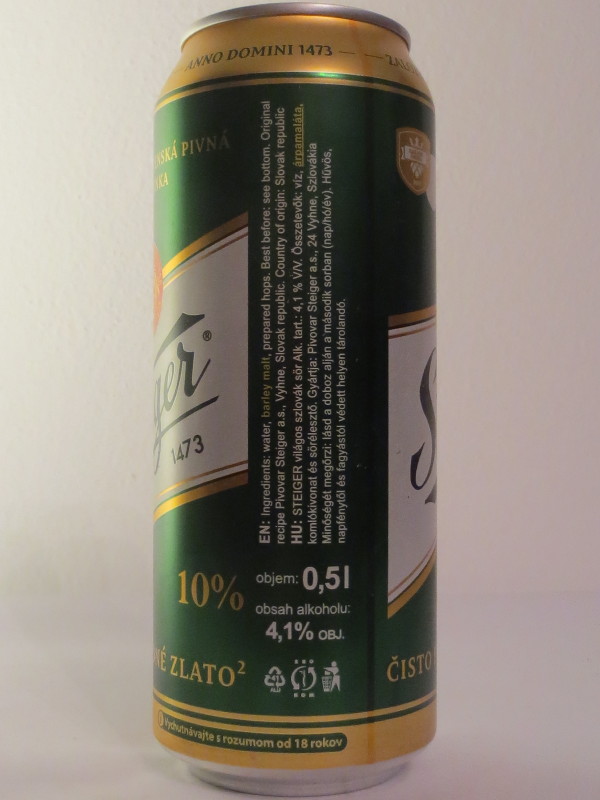 ANNO DOMINI 1473
NSKÁ PIVNÁ
KA
ger®
1473
EN: Ingredients: water, barley malt, prepared hops. Best before: see bottom. Original
recipe Pivovar Steiger a.s., Vyhne, Slovak republic. Country of origin: Slovak republic
HU: STEIGER világos szlovák sör Alk. tart.: 4,1 % V/V. Összetevők: víz, árpamaláta,
komlókivonat és sörélesztő. Gyártja: Pivovar Steiger a.s., 24 Vyhne, Szlovákia
Minőségét megőrzi: lásd a doboz alján a második sorban (nap/hó/év). Hűvös,
napfénytől és fagyástól védett helyen tárolandó.
10%
objem: 0,5l
obsah alkoholu:
4,1% OBJ.
NÉ ZLATO²
ALU
ČISTO
Vychutnávajte s rozumom od 18 rokov